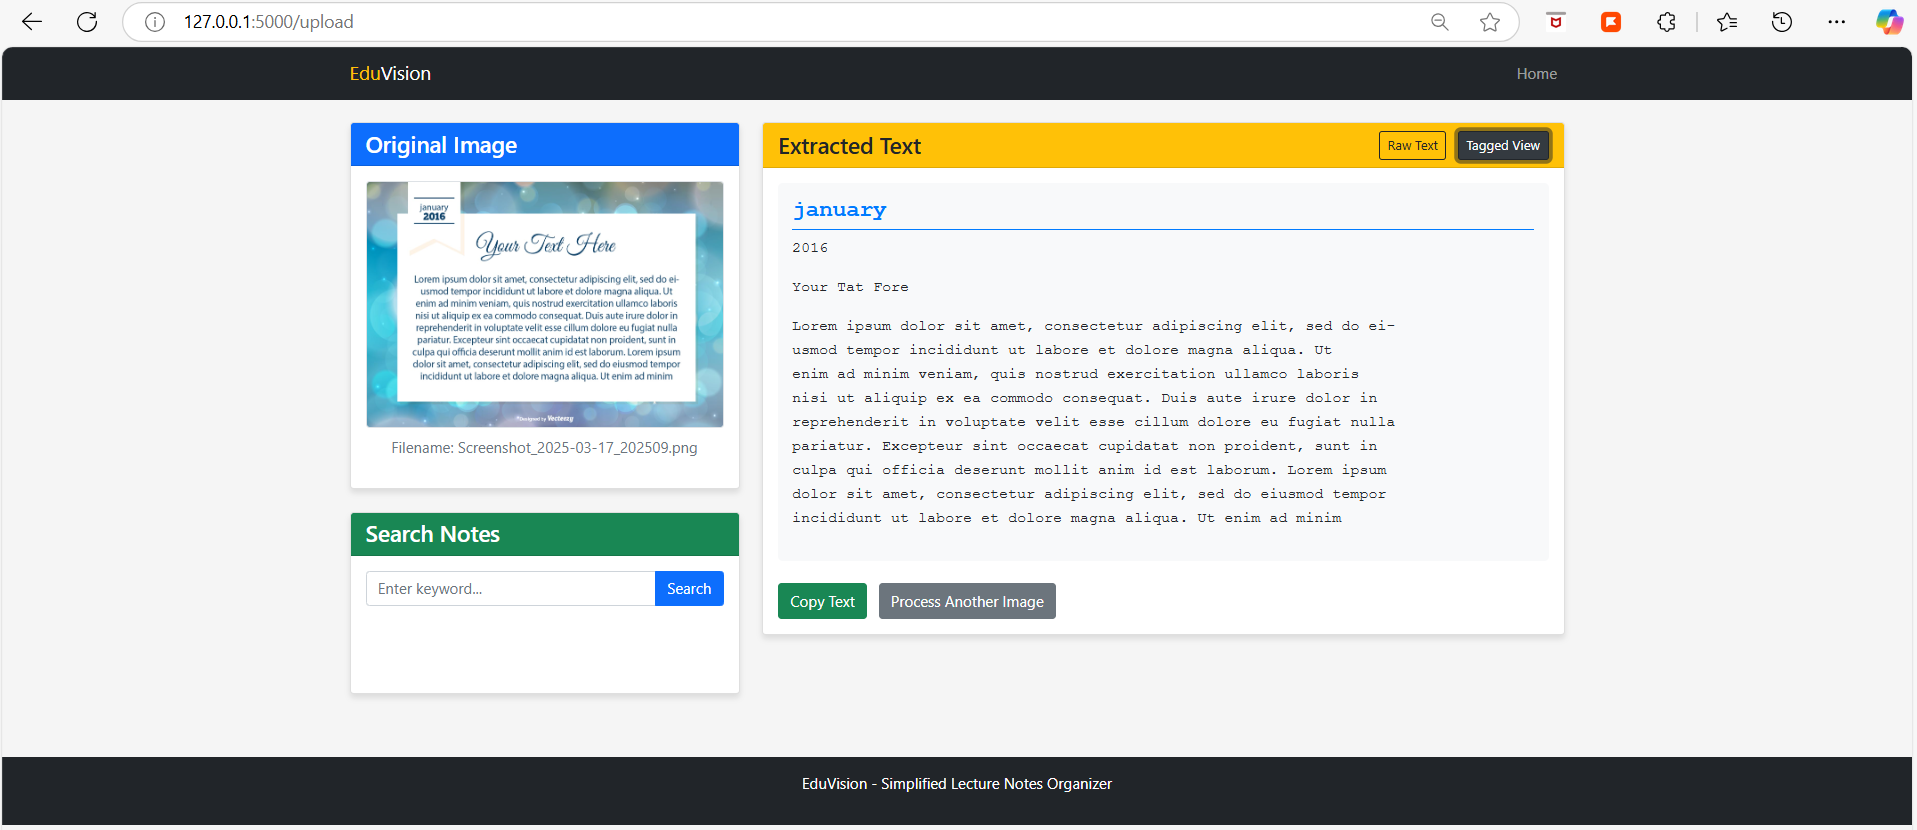 127.0.0.1:5000/upload
EduVision
Home
Original Image
january
2016
Your Text Here
Lorem ipsum dolor sit amet, consectetur adipiscing elit, sed do ei-
usmod tempor incididunt ut labore et dolore magna aliqua. Ut
enim ad minim veniam, quis nostrud exercitation ullamco laboris
nisi ut aliquip ex ea commodo consequat. Duis aute irure dolor in
reprehenderit in voluptate velit esse cillum dolore eu fugiat nulla
pariatur. Excepteur sint occaecat cupidatat non proident, sunt in
culpa qui officia deserunt mollit anim id est laborum. Lorem ipsum
dolor sit amet, consectetur adipiscing elit, sed do eiusmod tempor
incididunt ut labore et dolore magna aliqua. Ut enim ad minim
Designed by Vecteezy
Filename: Screenshot_2025-03-17_202509.png
Search Notes
Enter keyword...
Search
Extracted Text
Raw Text
Tagged View
january
2016
Your Tat Fore
Lorem ipsum dolor sit amet, consectetur adipiscing elit, sed do ei-
usmod tempor incididunt ut labore et dolore magna aliqua. Ut
enim ad minim veniam, quis nostrud exercitation ullamco laboris
nisi ut aliquip ex ea commodo consequat. Duis aute irure dolor in
reprehenderit in voluptate velit esse cillum dolore eu fugiat nulla
pariatur. Excepteur sint occaecat cupidatat non proident, sunt in
culpa qui officia deserunt mollit anim id est laborum. Lorem ipsum
dolor sit amet, consectetur adipiscing elit, sed do eiusmod tempor
incididunt ut labore et dolore magna aliqua. Ut enim ad minim
Copy Text
Process Another Image
EduVision - Simplified Lecture Notes Organizer